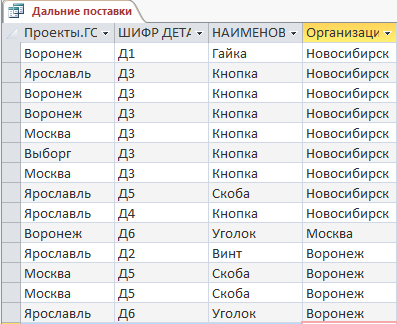 Дальние поставки
Проекты.ГС ШИФР ДЕТА НАИМЕНОВ Организаци
Воронеж Д1 Гайка Новосибирск
Ярославль Д3 Кнопка Новосибирск
Воронеж Д3 Кнопка Новосибирск
Воронеж Д3 Кнопка Новосибирск
Москва Д3 Кнопка Новосибирск
Выборг Д3 Кнопка Новосибирск
Москва Д3 Кнопка Новосибирск
Ярославль Д5 Скоба Новосибирск
Ярославль Д4 Кнопка Новосибирск
Воронеж Д6 Уголок Москва
Ярославль Д2 Винт Воронеж
Москва Д5 Скоба Воронеж
Москва Д5 Скоба Воронеж
Ярославль Д6 Уголок Воронеж